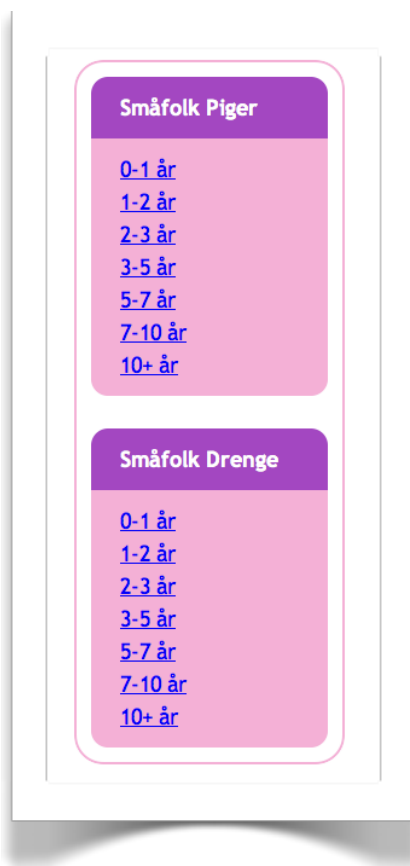 Småfolk Piger
0-1 år
1-2 år
2-3 år
3-5 år
5-7 år
7-10 år
10+ år
Småfolk Drenge
0-1 år
1-2 år
2-3 år
3-5 år
5-7 år
7-10 år
10+ år